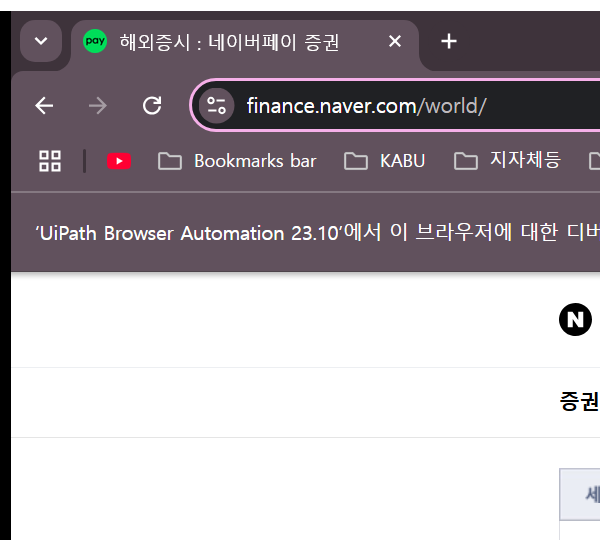 pay 해외증시 : 네이버페이 증권
finance.naver.com/world/
Bookmarks bar KABU 지자체등
'UiPath Browser Automation 23.10'에서 이 브라우저에 대한
N
증권
세